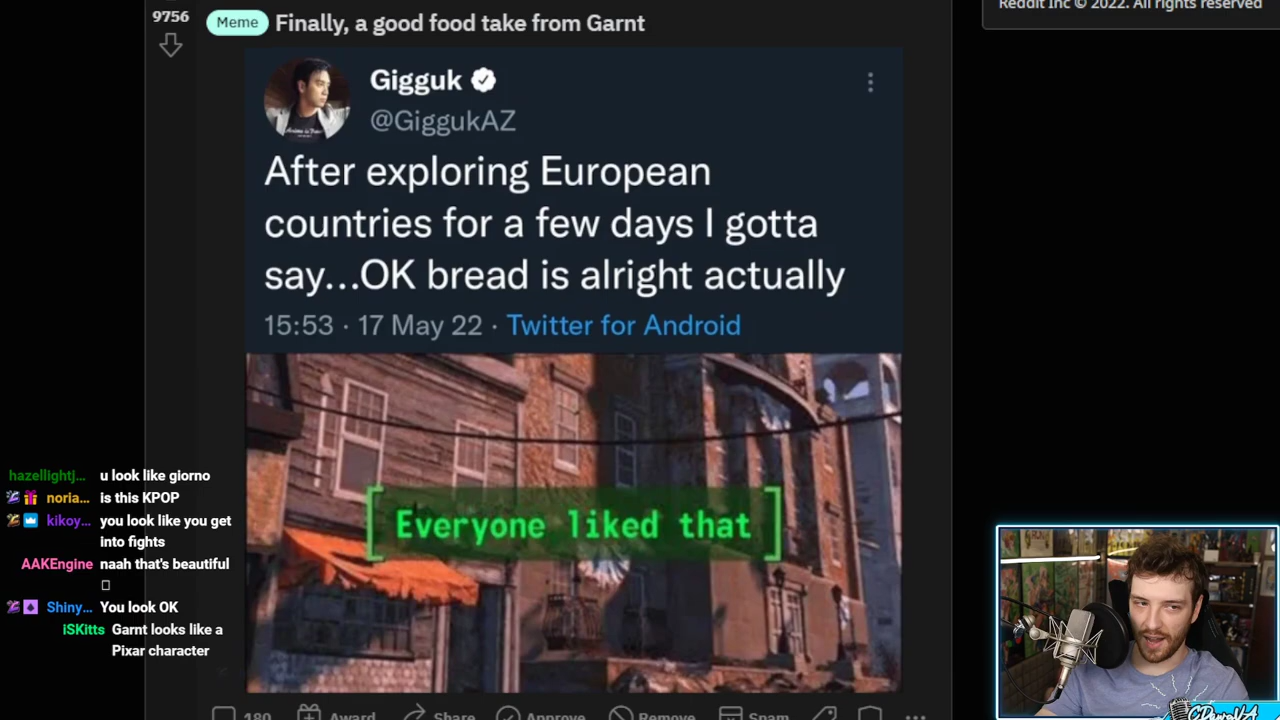 Reddit Inc © 2022. All rights reserved
9756
Meme
Finally, a good food take from Garnt
Gigguk
@GiggukAZ
After exploring European
countries for a few days I gotta
say...OK bread is alright actually
15:53 · 17 May 22 · Twitter for Android
[Everyone liked that]
hazellightj... u look like giorno
noria... is this KPOP
kikoy... you look like you get
into fights
AAKEngine naah that's beautiful
Shiny... You look OK
iSKitts Garnt looks like a
Pixar character
180 Award Share Approve Remove Spam ...
CDawgVA